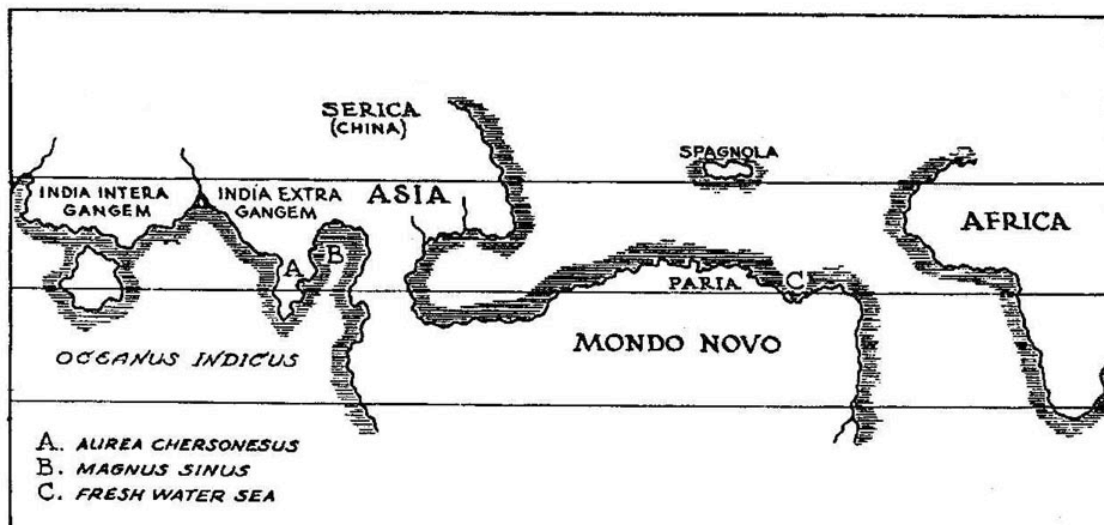 SERICA
(CHINA)
SPAGNOLA
INDIA INTERA
GANGEM
INDIA EXTRA
GANGEM
ASIA
AFRICA
A
B
PARIA
C
MONDO NOVO
OCEANUS INDICUS
A. AUREA CHERSONESUS
B. MAGNUS SINUS
C. FRESH WATER SEA